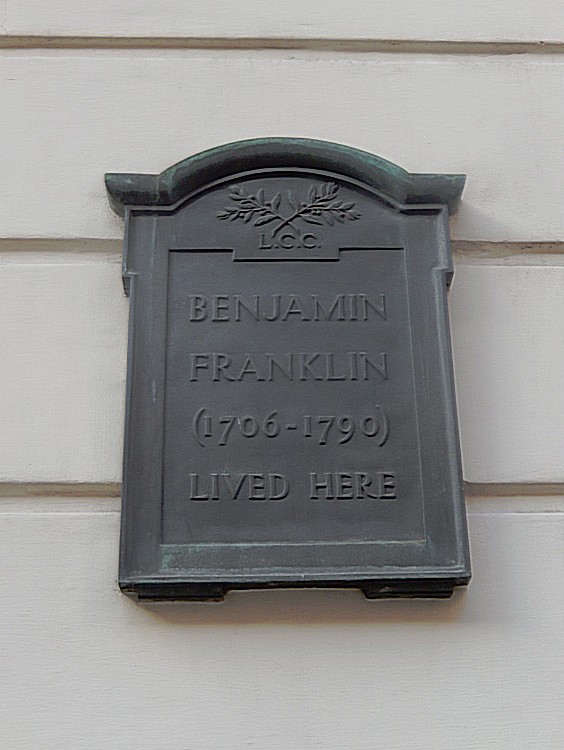 L.C.C.
BENJAMIN
FRANKLIN
(1706-1790)
LIVED HERE